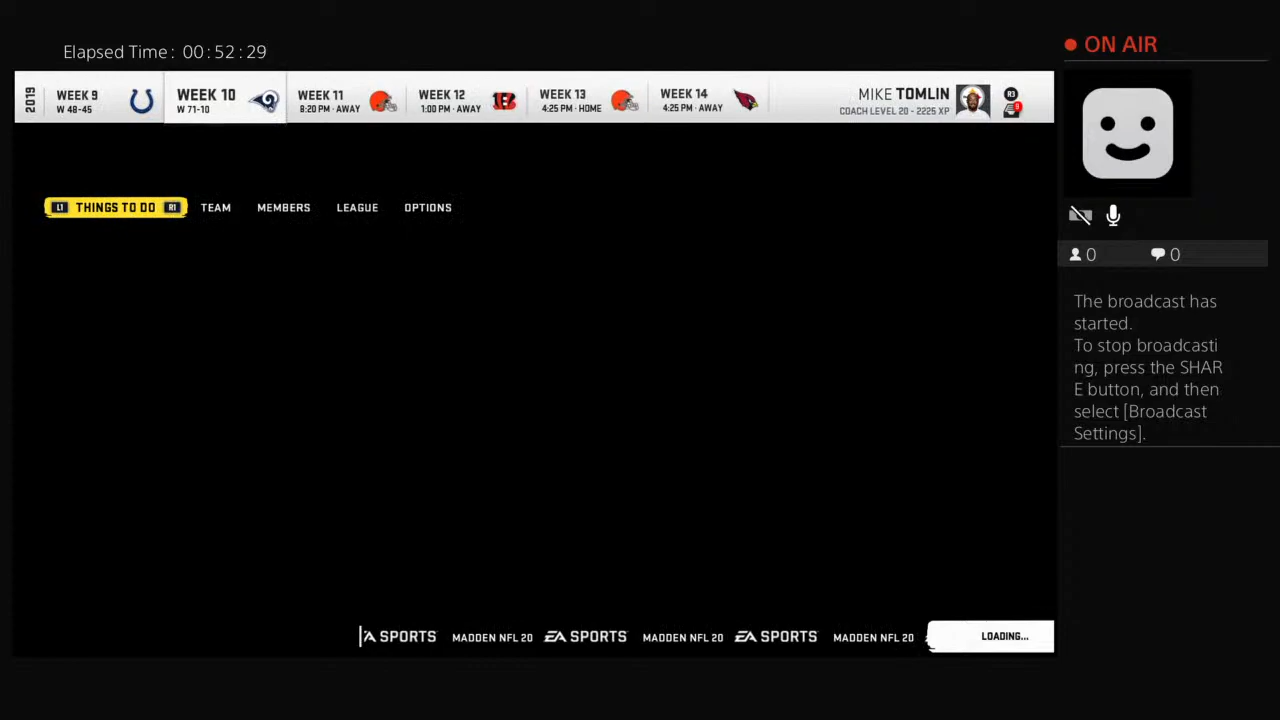 Elapsed Time: 00:52:29
ON AIR
2019
WEEK 9
W 48-45
WEEK 10
W 71-10
WEEK 11
8:20 PM · AWAY
WEEK 12
1:00 PM · AWAY
WEEK 13
4:25 PM · HOME
WEEK 14
4:25 PM · AWAY
MIKE TOMLIN
COACH LEVEL 20 - 2225 XP
R3
9
L1 THINGS TO DO R1 TEAM MEMBERS LEAGUE OPTIONS
0 0
The broadcast has
started.
To stop broadcasti
ng, press the SHAR
E button, and then
select [Broadcast
Settings].
A SPORTS MADDEN NFL 20 EA SPORTS MADDEN NFL 20 EA SPORTS MADDEN NFL 20
LOADING...